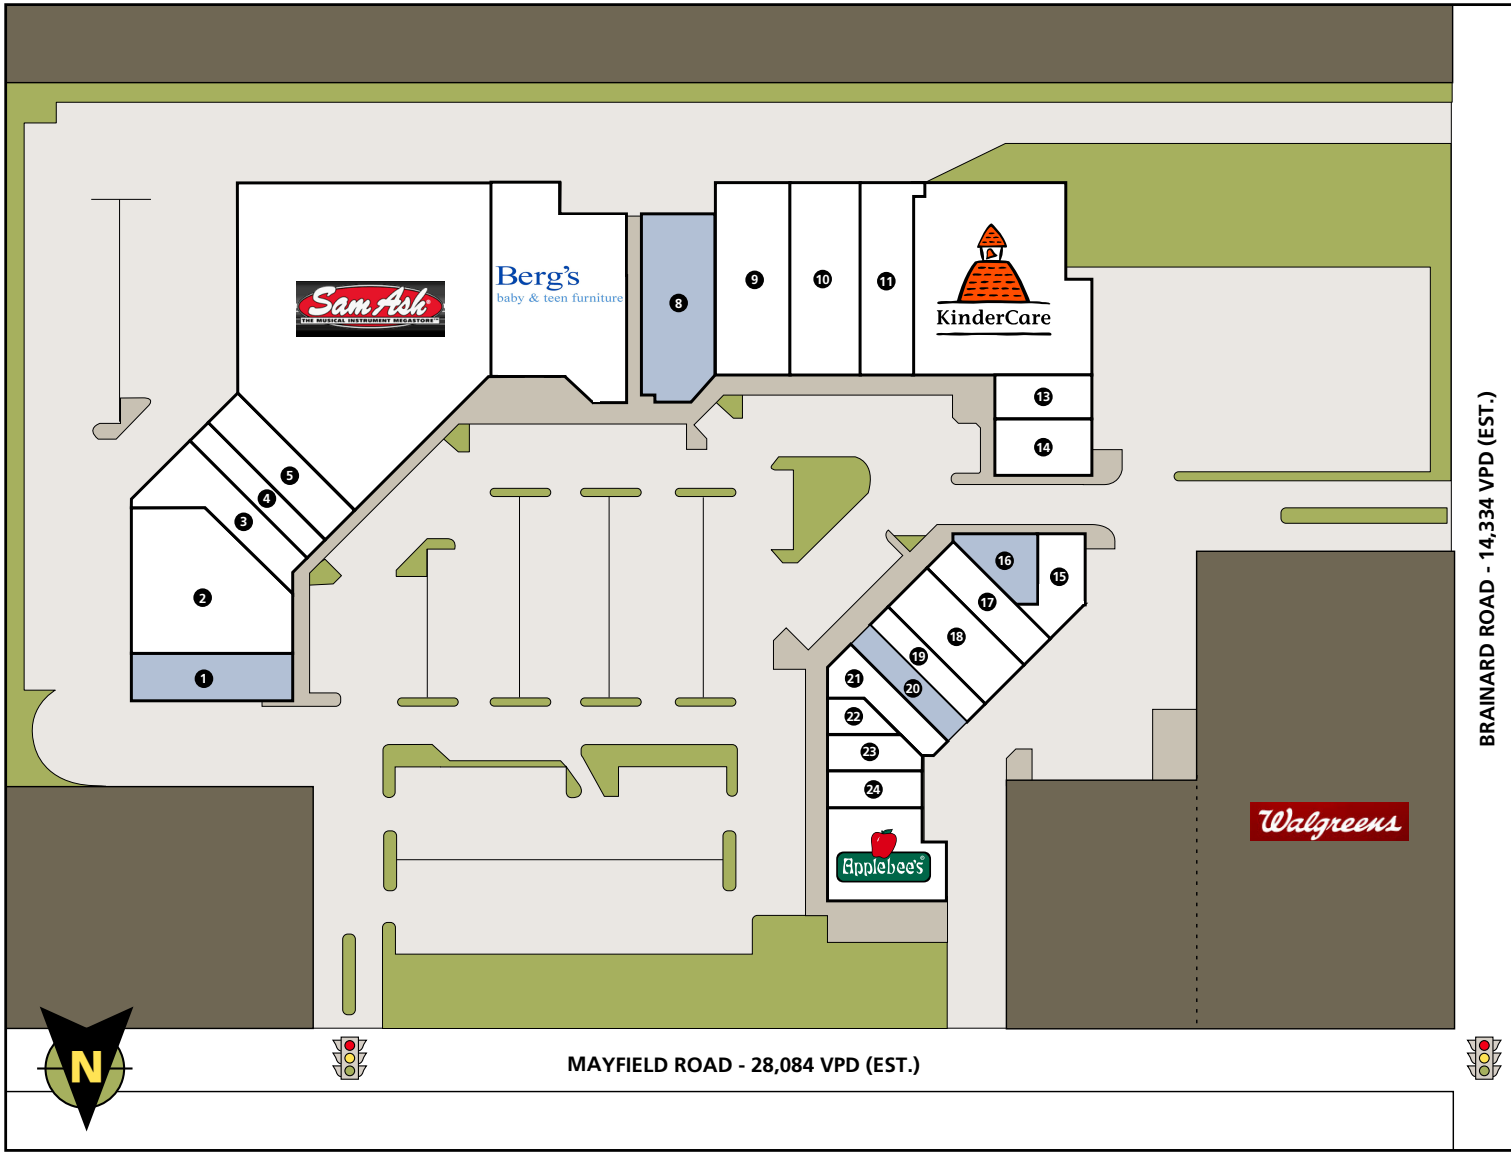 Sam Ash
THE MUSICAL INSTRUMENT MEGASTORE
Berg's
baby & teen furniture
8
9
10
11
KinderCare
13
14
5
4
3
2
1
16
15
17
18
19
20
21
22
23
24
Applebee's
Walgreens
BRAINARD ROAD - 14,334 VPD (EST.)
N
MAYFIELD ROAD - 28,084 VPD (EST.)